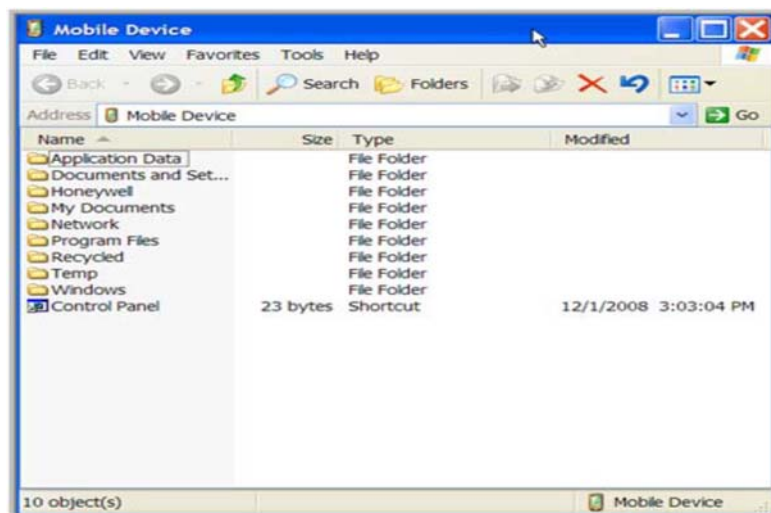 Mobile Device
File Edit View Favorites Tools Help
Back Search Folders
Address Mobile Device Go
Name Size Type Modified
Application Data File Folder
Documents and Set... File Folder
Honeywell File Folder
My Documents File Folder
Network File Folder
Program Files File Folder
Recycled File Folder
Temp File Folder
Windows File Folder
Control Panel 23 bytes Shortcut 12/1/2008 3:03:04 PM
10 object(s) Mobile Device